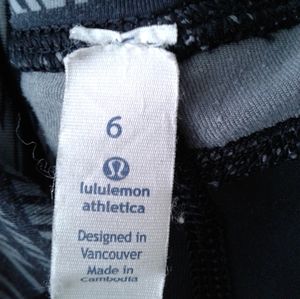 6
lululemon
athletica
Designed in
Vancouver
Made in
Cambodia